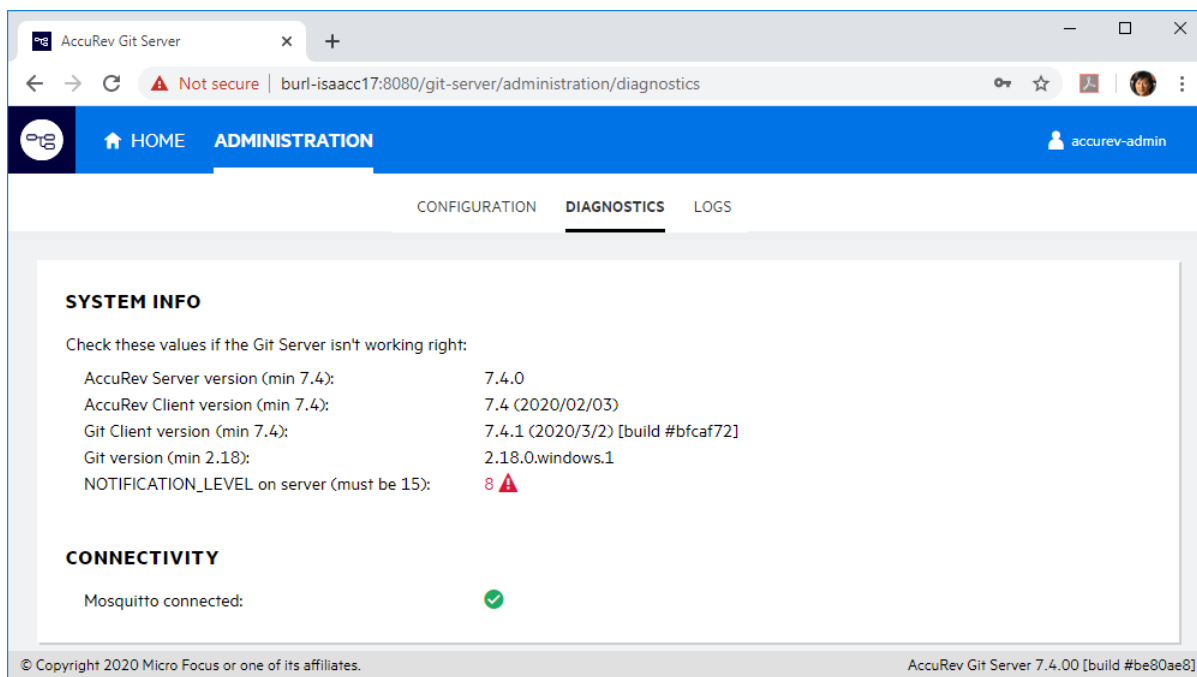 AccuRev Git Server
Not secure | burl-isaacc17:8080/git-server/administration/diagnostics
HOME ADMINISTRATION accurev-admin
CONFIGURATION DIAGNOSTICS LOGS
SYSTEM INFO
Check these values if the Git Server isn't working right:
AccuRev Server version (min 7.4): 7.4.0
AccuRev Client version (min 7.4): 7.4 (2020/02/03)
Git Client version (min 7.4): 7.4.1 (2020/3/2) [build #bfcaf72]
Git version (min 2.18): 2.18.0.windows.1
NOTIFICATION_LEVEL on server (must be 15): 8
CONNECTIVITY
Mosquitto connected:
© Copyright 2020 Micro Focus or one of its affiliates. AccuRev Git Server 7.4.00 [build #be80ae8]